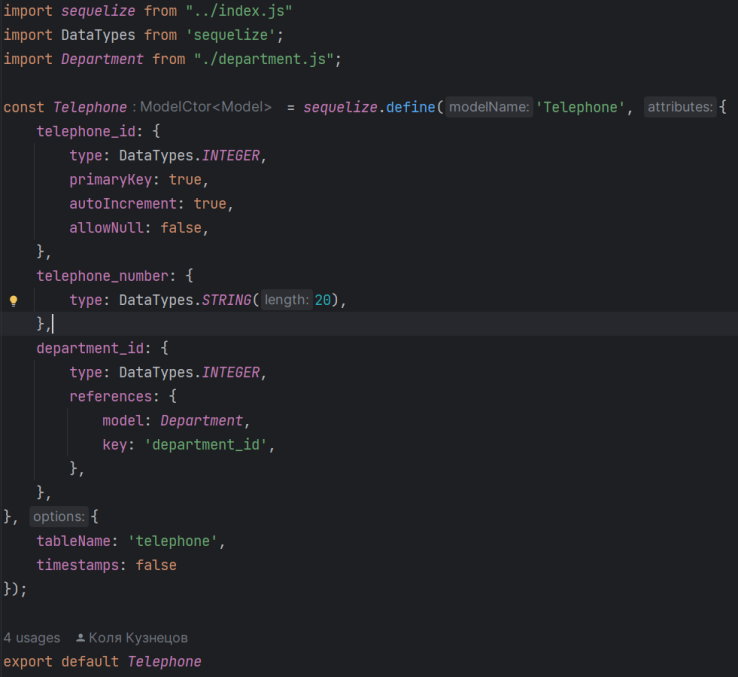 import sequelize from "../index.js"
import DataTypes from 'sequelize';
import Department from "./department.js";
const Telephone : ModelCtor<Model> = sequelize.define( modelName: 'Telephone', attributes: {
telephone_id: {
type: DataTypes.INTEGER,
primaryKey: true,
autoIncrement: true,
allowNull: false,
},
telephone_number: {
type: DataTypes.STRING( length: 20),
},
department_id: {
type: DataTypes.INTEGER,
references: {
model: Department,
key: 'department_id',
},
},
}, options: {
tableName: 'telephone',
timestamps: false
});
4 usages Коля Кузнецов
export default Telephone